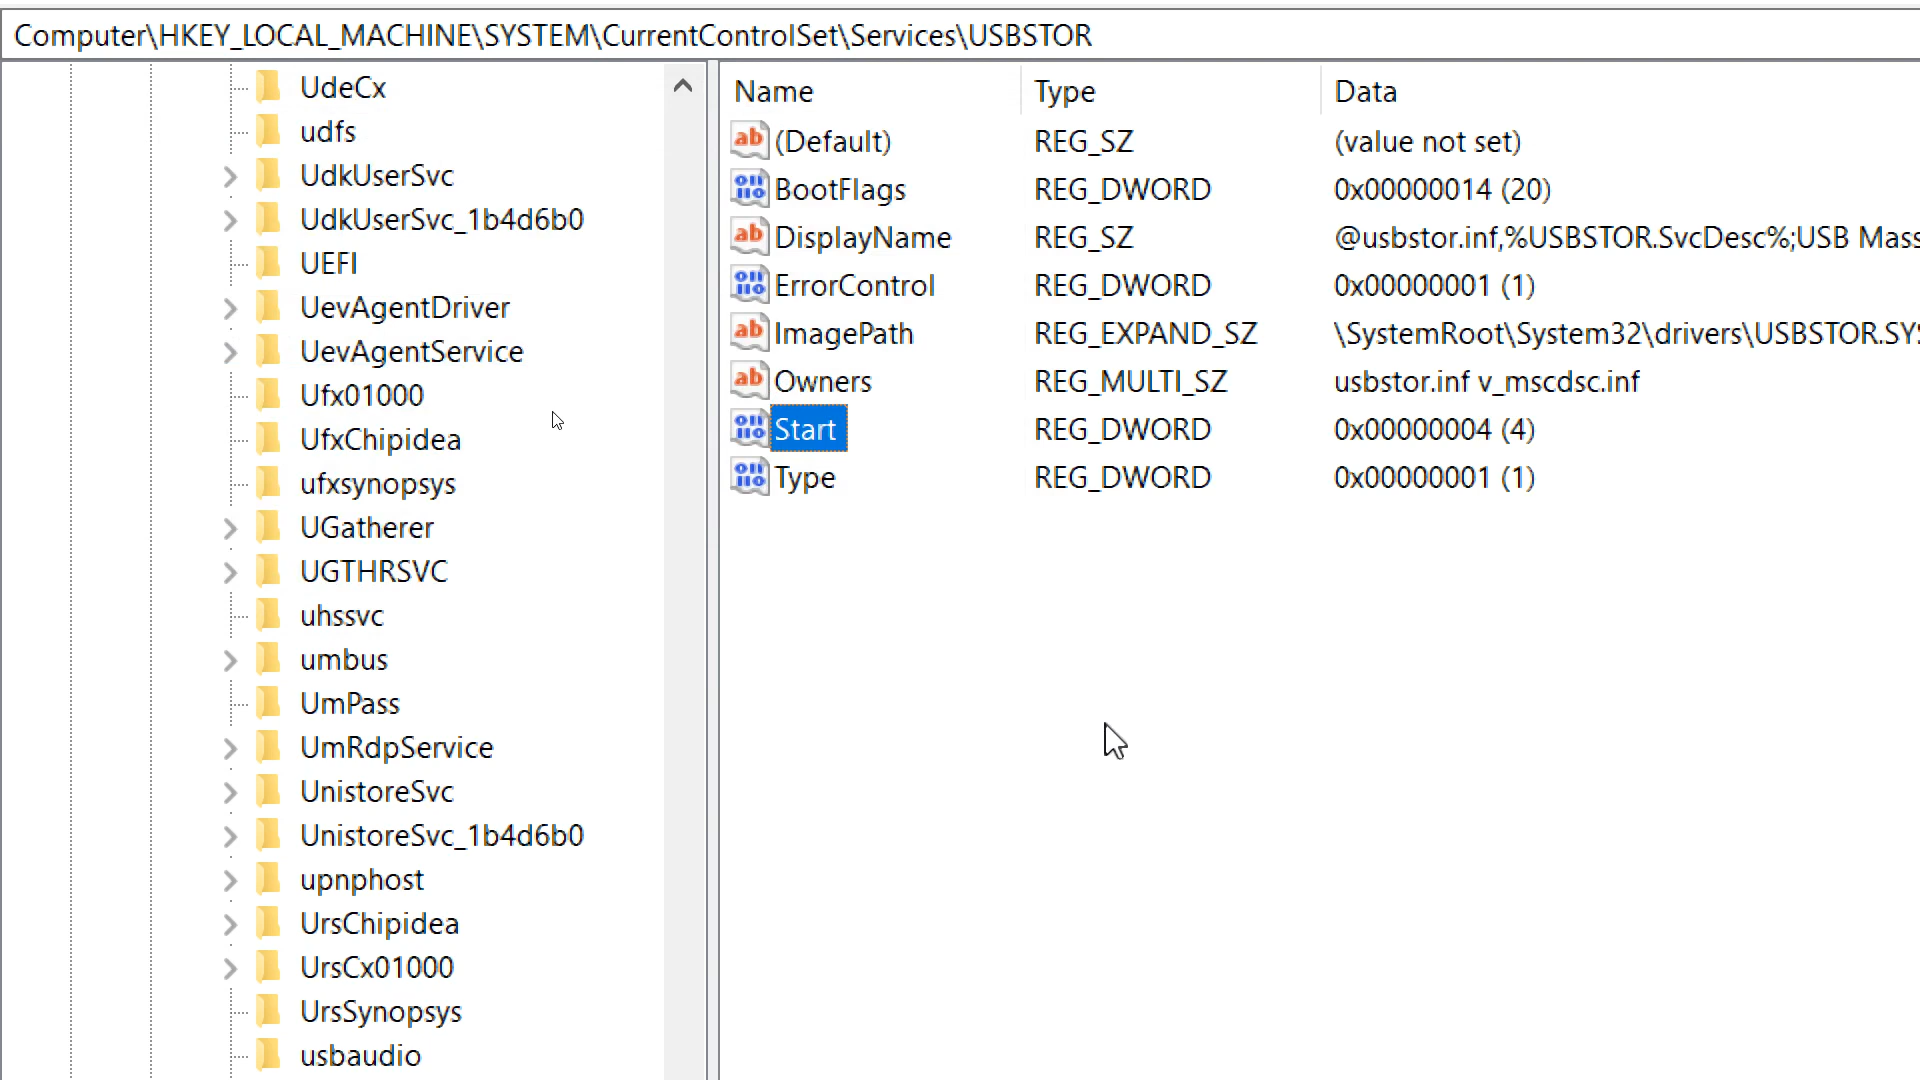 Computer\HKEY_LOCAL_MACHINE\SYSTEM\CurrentControlSet\Services\USBSTOR
UdeCx
udfs
UdkUserSvc
UdkUserSvc_1b4d6b0
UEFI
UevAgentDriver
UevAgentService
Ufx01000
UfxChipidea
ufxsynopsys
UGatherer
UGTHRSVC
uhssvc
umbus
UmPass
UmRdpService
UnistoreSvc
UnistoreSvc_1b4d6b0
upnphost
UrsChipidea
UrsCx01000
UrsSynopsys
usbaudio
Name Type Data
(Default) REG_SZ (value not set)
BootFlags REG_DWORD 0x00000014 (20)
DisplayName REG_SZ @usbstor.inf,%USBSTOR.SvcDesc%;USB Mass
ErrorControl REG_DWORD 0x00000001 (1)
ImagePath REG_EXPAND_SZ \SystemRoot\System32\drivers\USBSTOR.SYS
Owners REG_MULTI_SZ usbstor.inf v_mscdsc.inf
Start REG_DWORD 0x00000004 (4)
Type REG_DWORD 0x00000001 (1)